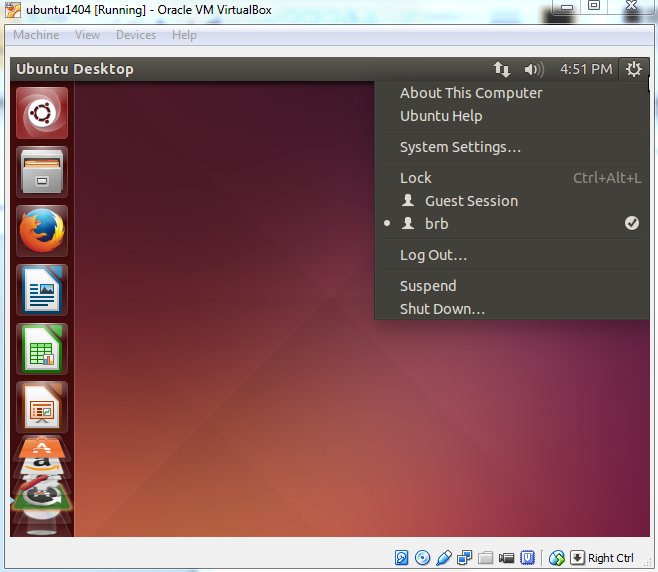 ubuntu1404 [Running] - Oracle VM VirtualBox
Machine View Devices Help
Ubuntu Desktop 4:51 PM
About This Computer
Ubuntu Help
System Settings...
Lock Ctrl+Alt+L
Guest Session
brb
Log Out...
Suspend
Shut Down...
Right Ctrl